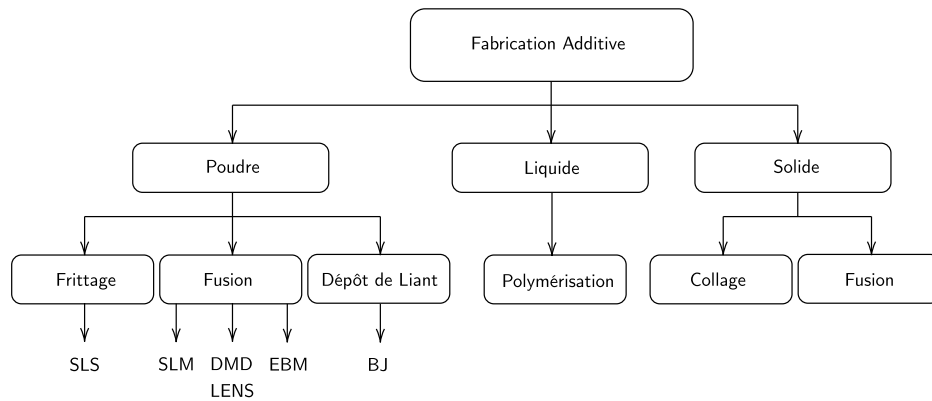 Fabrication Additive
Poudre
Liquide
Solide
Frittage
Fusion
Dépôt de Liant
Polymérisation
Collage
Fusion
SLS
SLM
DMD
EBM
BJ
LENS